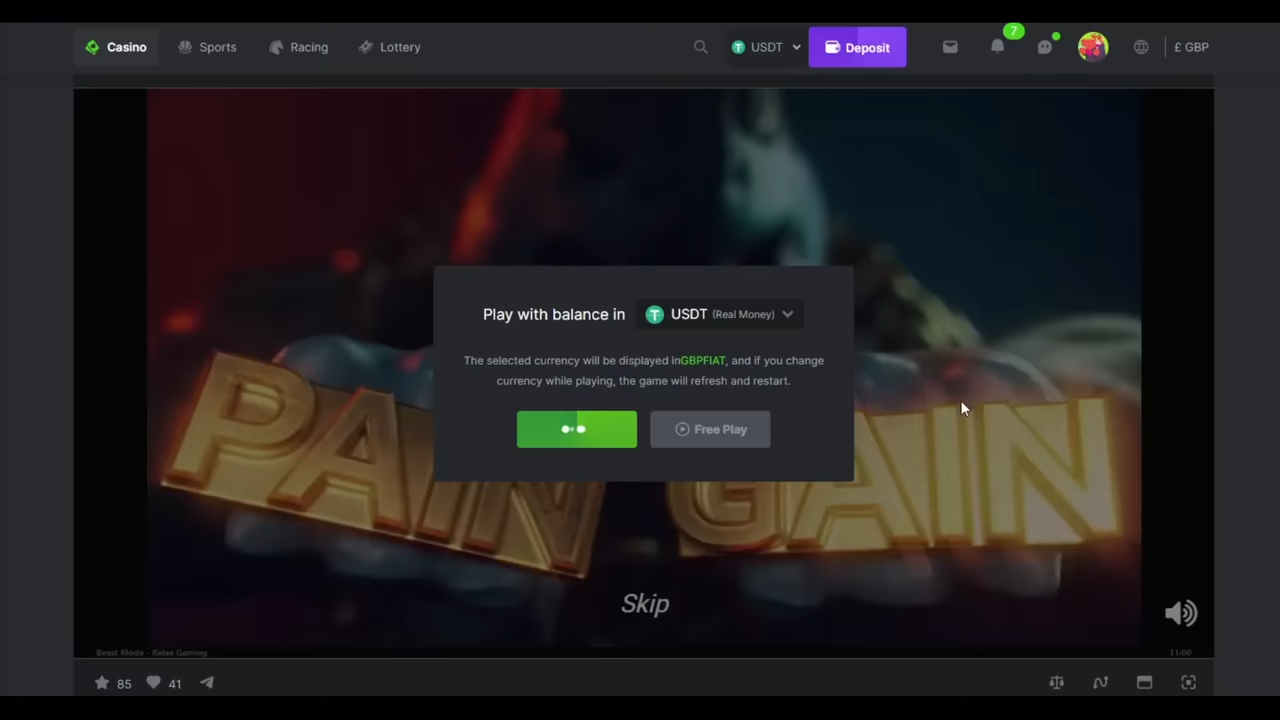 Casino
Sports
Racing
Lottery
USDT
Deposit
7
£ GBP
Play with balance in
USDT (Real Money)
The selected currency will be displayed inGBPFIAT, and if you change
currency while playing, the game will refresh and restart.
Free Play
PAIN GAIN
Skip
Beast Mode - Relax Gaming
11:00
85
41